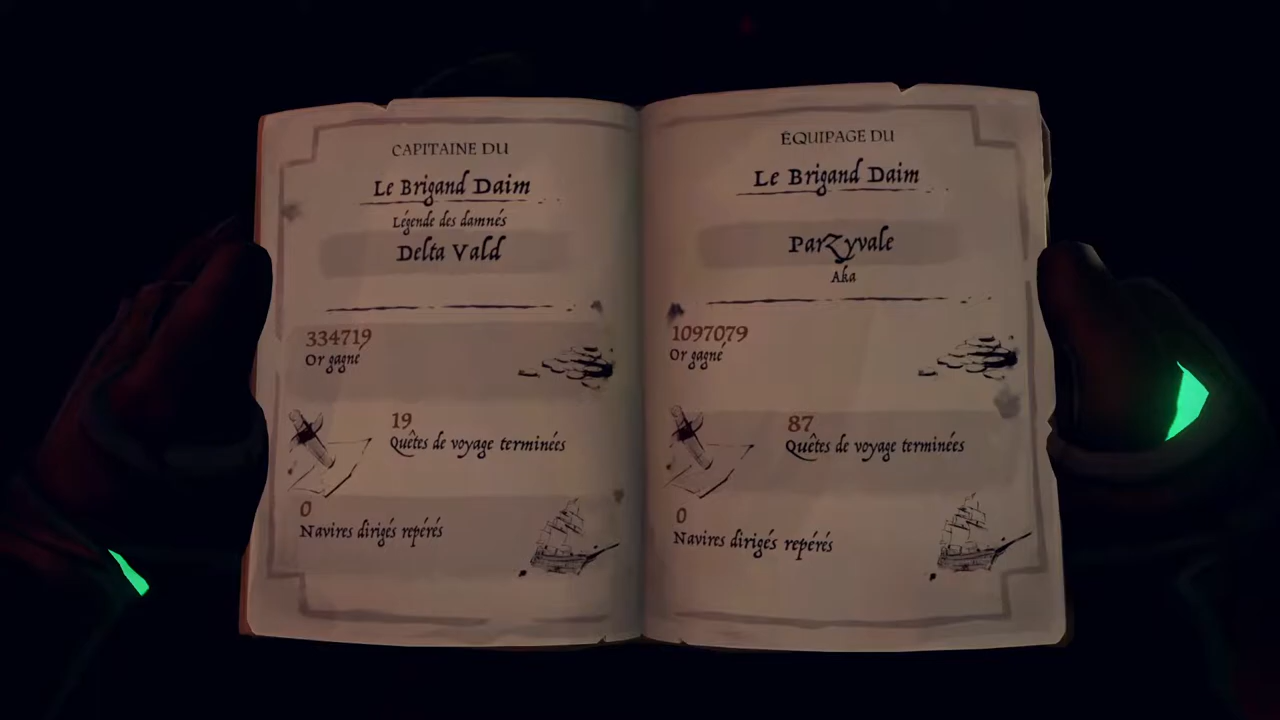 CAPITAINE DU
Le Brigand Daim
Légende des damnés
Delta Vald
334719
Or gagné
19
Quêtes de voyage terminées
0
Navires dirigés repérés
ÉQUIPAGE DU
Le Brigand Daim
ParZyvale
Aka
1097079
Or gagné
87
Quêtes de voyage terminées
0
Navires dirigés repérés